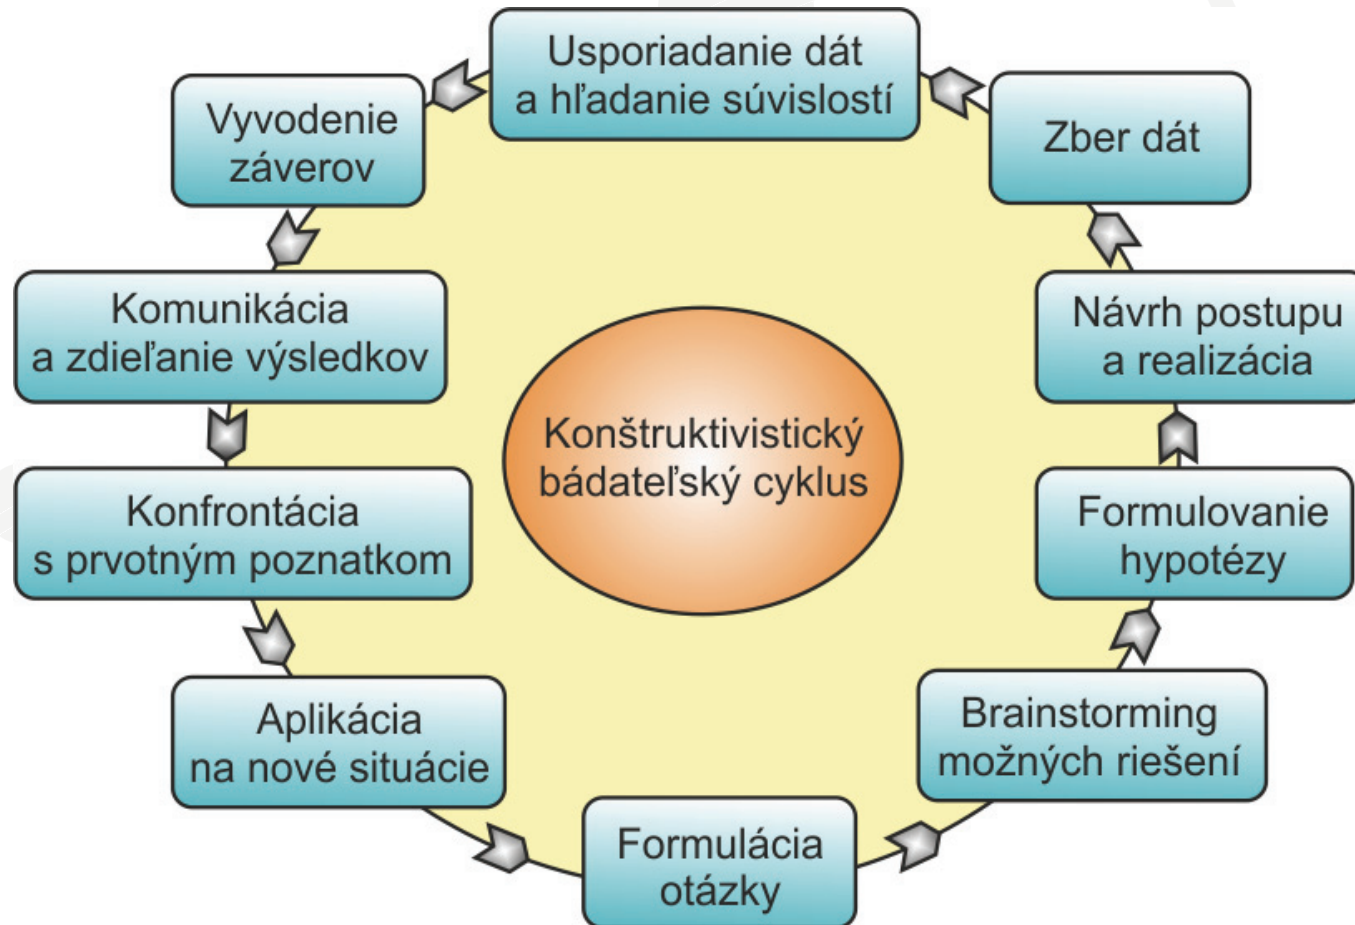 Usporiadanie dát
a hľadanie súvislostí
Vyvodenie
záverov
Zber dát
Komunikácia
a zdieľanie výsledkov
Návrh postupu
a realizácia
Konštruktivistický
bádateľský cyklus
Konfrontácia
s prvotným poznatkom
Formulovanie
hypotézy
Aplikácia
na nové situácie
Brainstorming
možných riešení
Formulácia
otázky